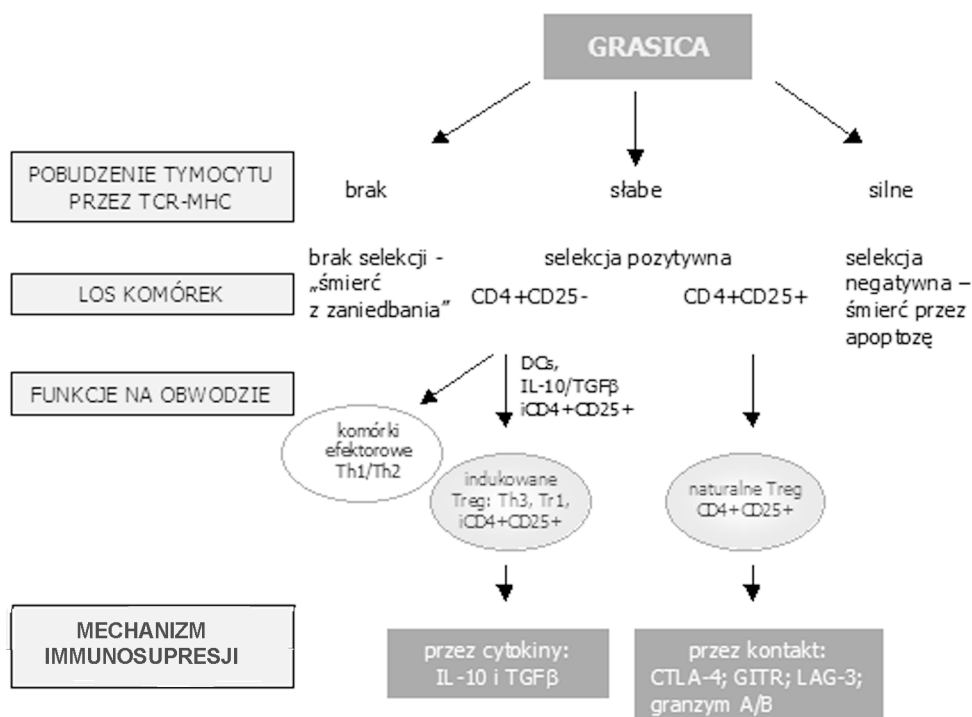 GRASICA
POBUDZENIE TYMOCYTU
PRZEZ TCR-MHC
brak
słabe
silne
LOS KOMÓREK
brak selekcji -
„śmierć
z zaniedbania”
selekcja pozytywna
CD4+CD25-
CD4+CD25+
selekcja
negatywna –
śmierć przez
apoptozę
FUNKCJE NA OBWODZIE
DCs,
IL-10/TGFβ
iCD4+CD25+
komórki
efektorowe
Th1/Th2
indukowane
Treg: Th3, Tr1,
iCD4+CD25+
naturalne Treg
CD4+CD25+
MECHANIZM
IMMUNOSUPRESJI
przez cytokiny:
IL-10 i TGFβ
przez kontakt:
CTLA-4; GITR; LAG-3;
granzym A/B